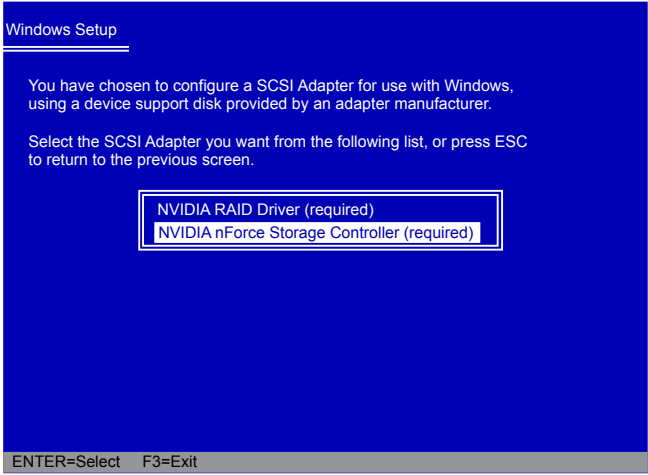 Windows Setup
You have chosen to configure a SCSI Adapter for use with Windows,
using a device support disk provided by an adapter manufacturer.
Select the SCSI Adapter you want from the following list, or press ESC
to return to the previous screen.
NVIDIA RAID Driver (required)
NVIDIA nForce Storage Controller (required)
ENTER=Select F3=Exit